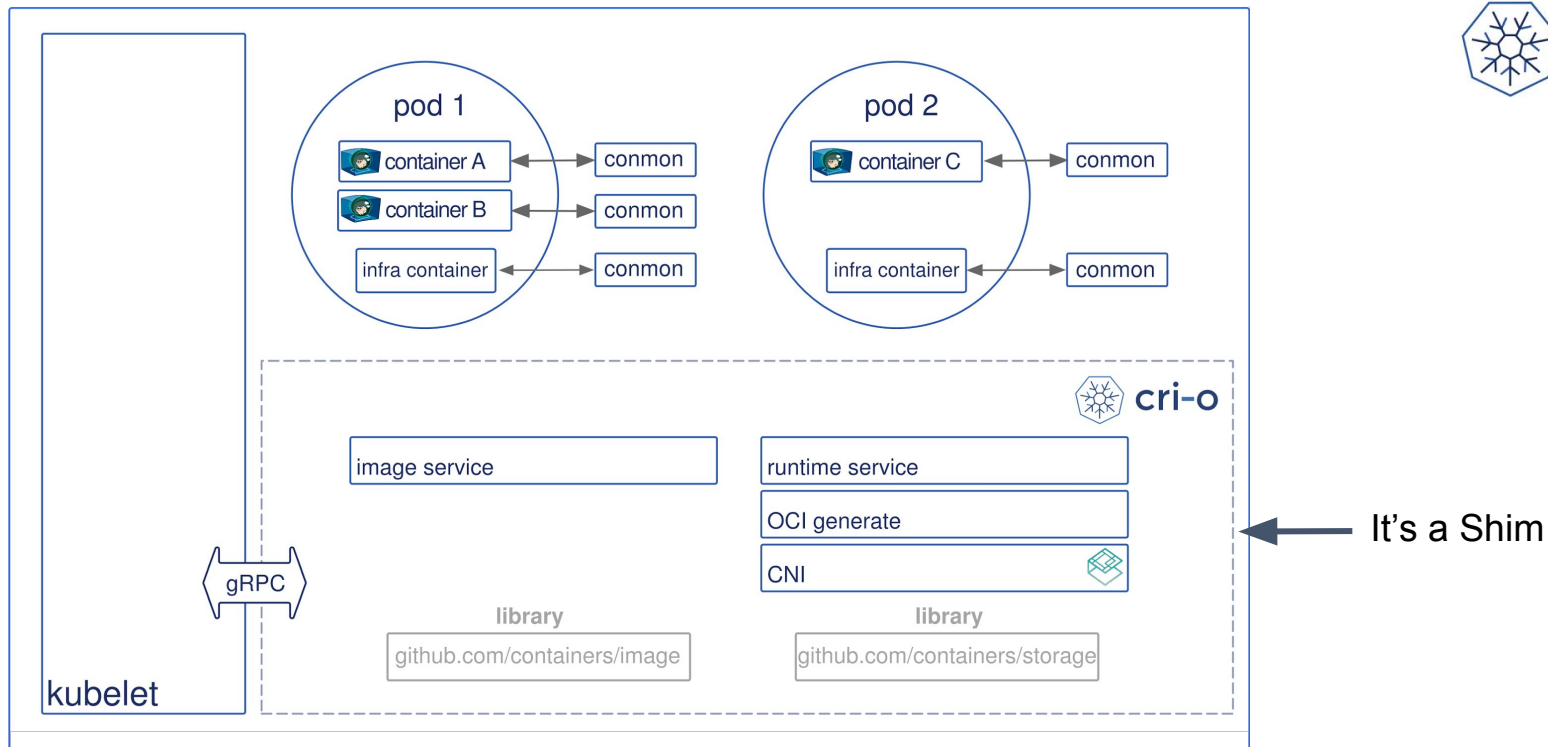 pod 1
container A
conmon
container B
conmon
infra container
conmon
pod 2
container C
conmon
infra container
conmon
cri-o
image service
runtime service
OCI generate
CNI
It’s a Shim
gRPC
library
github.com/containers/image
library
github.com/containers/storage
kubelet